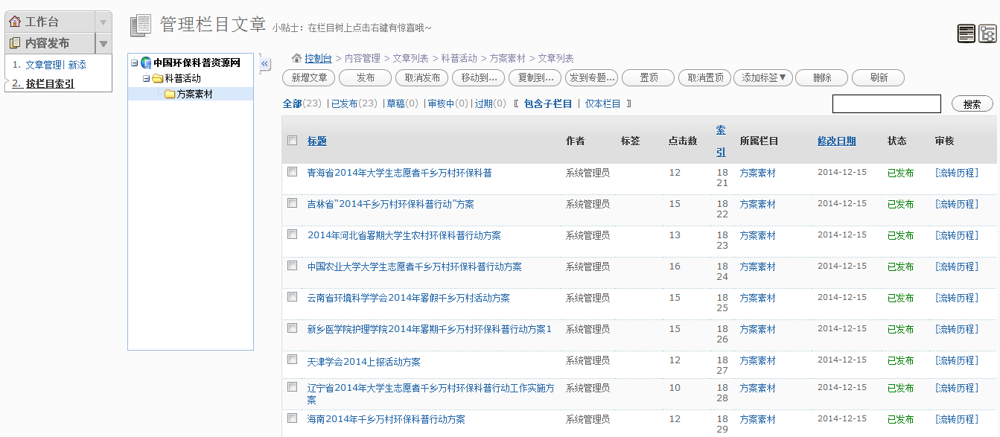 工作台
内容发布
1. 文章管理| 新添
2. 按栏目索引
管理栏目文章 小贴士：在栏目树上点击右键有惊喜哦~
中国环保科普资源网
科普活动
方案素材
«
控制台 > 内容管理 > 文章列表 > 科普活动 > 方案素材 > 文章列表
新增文章 发布 取消发布 移动到... 复制到... 发到专题... 置顶 取消置顶 添加标签▼ 删除 刷新
全部(23) |已发布(23) |草稿(0) |审核中(0) |过期(0) 〖 包含子栏目 | 仅本栏目 〗 搜索
标题 作者 标签 点击数 索引 所属栏目 修改日期 状态 审核
青海省2014年大学生志愿者千乡万村环保科普 系统管理员 12 1821 方案素材 2014-12-15 已发布 [流转历程]
吉林省“2014千乡万村环保科普行动”方案 系统管理员 15 1822 方案素材 2014-12-15 已发布 [流转历程]
2014年河北省署期大学生农村环保科普行动方案 系统管理员 13 1823 方案素材 2014-12-15 已发布 [流转历程]
中国农业大学大学生志愿者千乡万村环保科普行动方案 系统管理员 16 1824 方案素材 2014-12-15 已发布 [流转历程]
云南省环境科学学会2014年署假千乡万村活动方案 系统管理员 15 1825 方案素材 2014-12-15 已发布 [流转历程]
新乡医学院护理学院2014年署期千乡万村环保科普行动方案1 系统管理员 15 1826 方案素材 2014-12-15 已发布 [流转历程]
天津学会2014上报活动方案 系统管理员 12 1827 方案素材 2014-12-15 已发布 [流转历程]
辽宁省2014年大学生志愿者千乡万村环保科普行动工作实施方案 系统管理员 10 1828 方案素材 2014-12-15 已发布 [流转历程]
海南2014年千乡万村环保科普行动方案 系统管理员 12 1829 方案素材 2014-12-15 已发布 [流转历程]